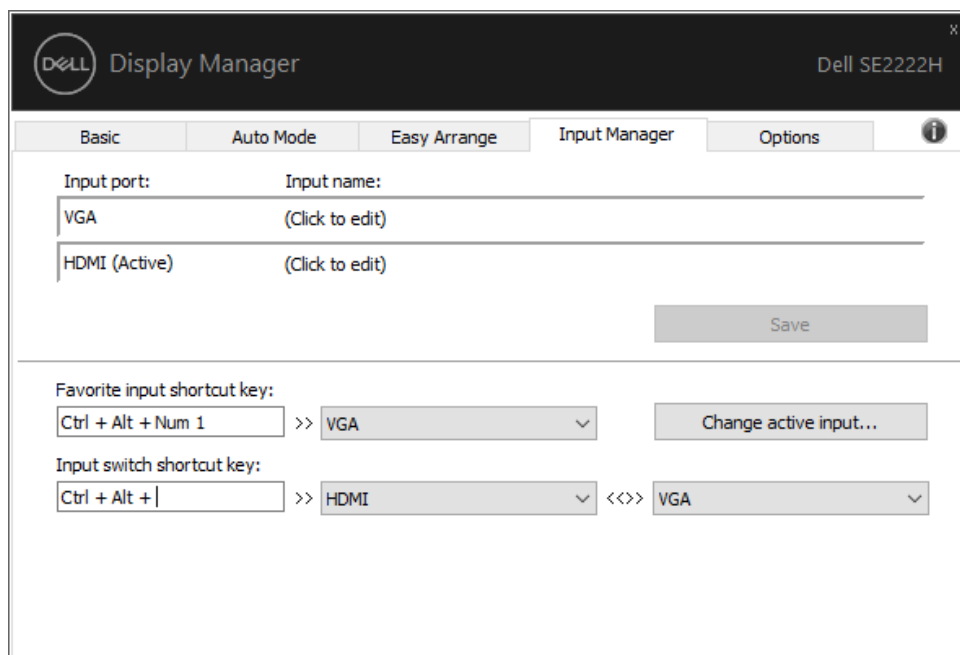 x
DELL Display Manager Dell SE2222H
Basic Auto Mode Easy Arrange Input Manager Options i
Input port: Input name:
VGA (Click to edit)
HDMI (Active) (Click to edit)
Save
Favorite input shortcut key:
Ctrl + Alt + Num 1 >> VGA Change active input...
Input switch shortcut key:
Ctrl + Alt + >> HDMI <<>> VGA